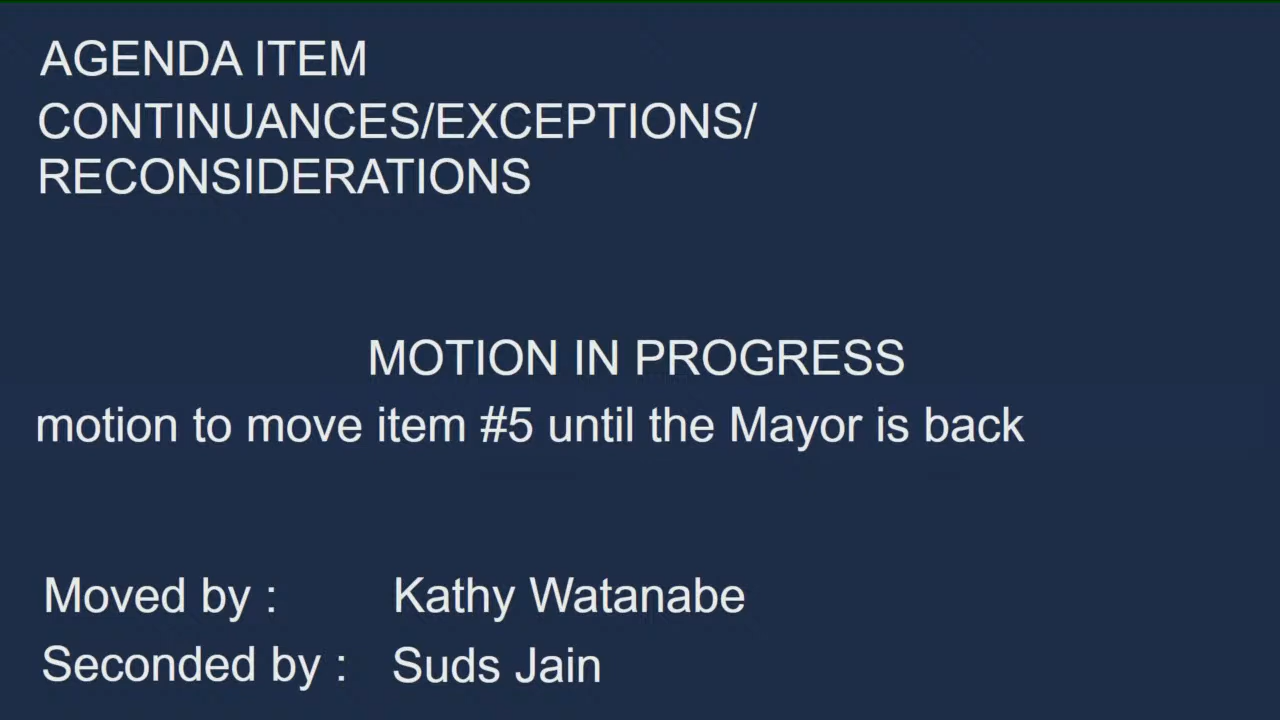 AGENDA ITEM
CONTINUANCES/EXCEPTIONS/
RECONSIDERATIONS
MOTION IN PROGRESS
motion to move item #5 until the Mayor is back
Moved by : Kathy Watanabe
Seconded by : Suds Jain